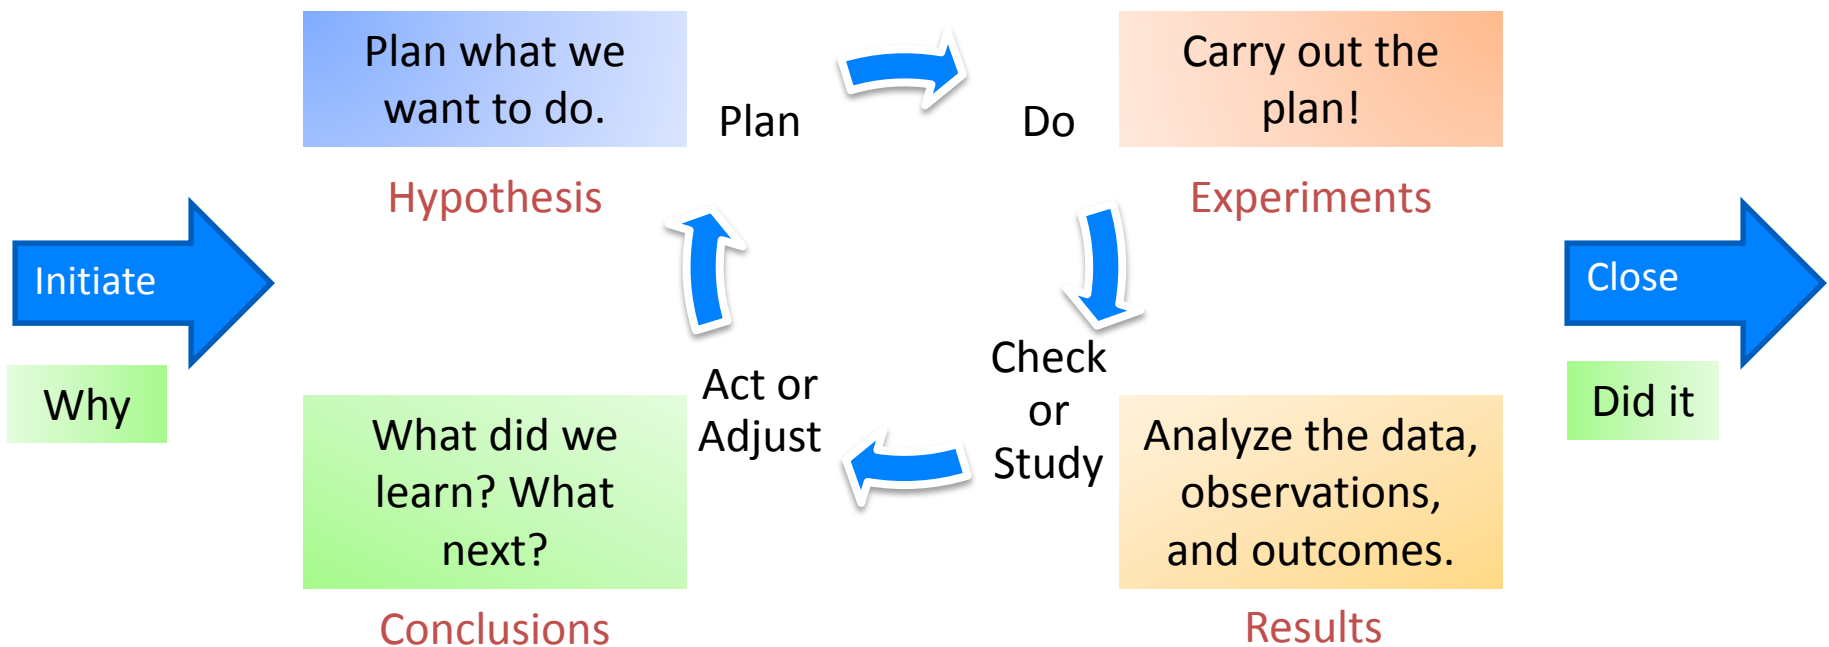 Initiate
Why
Plan what we
want to do.
Hypothesis
Plan
Do
Carry out the
plan!
Experiments
Check
or
Study
Analyze the data,
observations,
and outcomes.
Results
Act or
Adjust
What did we
learn? What
next?
Conclusions
Close
Did it